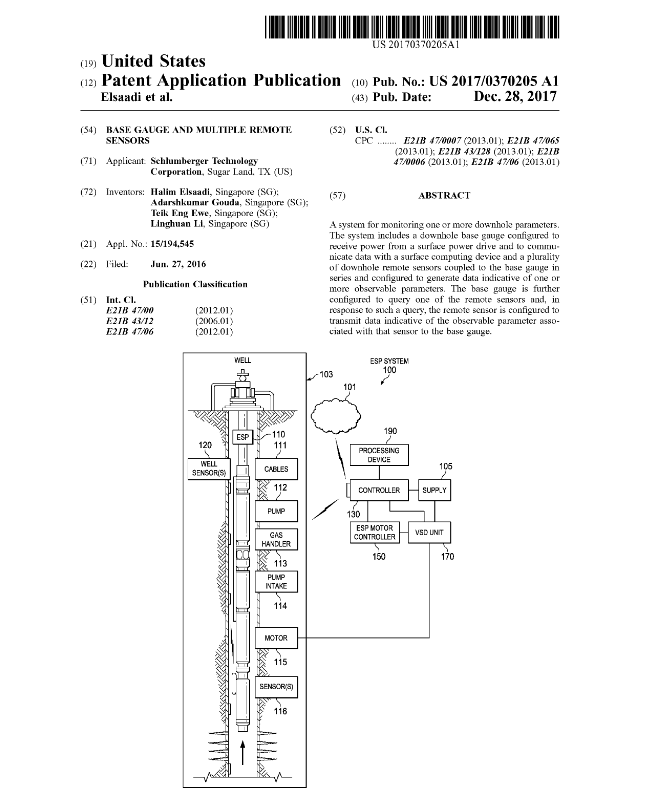 US 20170370205A1
(19) United States
(12) Patent Application Publication (10) Pub. No.: US 2017/0370205 A1
Elsaadi et al. (43) Pub. Date: Dec. 28, 2017
(54) BASE GAUGE AND MULTIPLE REMOTE
SENSORS
(71) Applicant: Schlumberger Technology
Corporation, Sugar Land, TX (US)
(72) Inventors: Halim Elsaadi, Singapore (SG);
Adarshkumar Gouda, Singapore (SG);
Teik Eng Ewe, Singapore (SG);
Linghuan Li, Singapore (SG)
(21) Appl. No.: 15/194,545
(22) Filed: Jun. 27, 2016
Publication Classification
(51) Int. Cl.
E21B 47/00 (2012.01)
E21B 43/12 (2006.01)
E21B 47/06 (2012.01)
(52) U.S. Cl.
CPC ........ E21B 47/0007 (2013.01); E21B 47/065
(2013.01); E21B 43/128 (2013.01); E21B
47/0006 (2013.01); E21B 47/06 (2013.01)
(57) ABSTRACT
A system for monitoring one or more downhole parameters.
The system includes a downhole base gauge configured to
receive power from a surface power drive and to commu-
nicate data with a surface computing device and a plurality
of downhole remote sensors coupled to the base gauge in
series and configured to generate data indicative of one or
more observable parameters. The base gauge is further
configured to query one of the remote sensors and, in
response to such a query, the remote sensor is configured to
transmit data indicative of the observable parameter asso-
ciated with that sensor to the base gauge.
WELL
103
ESP SYSTEM
100
101
ESP
110
120
WELL
SENSOR(S)
111
CABLES
112
PUMP
GAS
HANDLER
113
PUMP
INTAKE
114
MOTOR
115
SENSOR(S)
116
190
PROCESSING
DEVICE
105
CONTROLLER
SUPPLY
130
ESP MOTOR
CONTROLLER
VSD UNIT
150
170